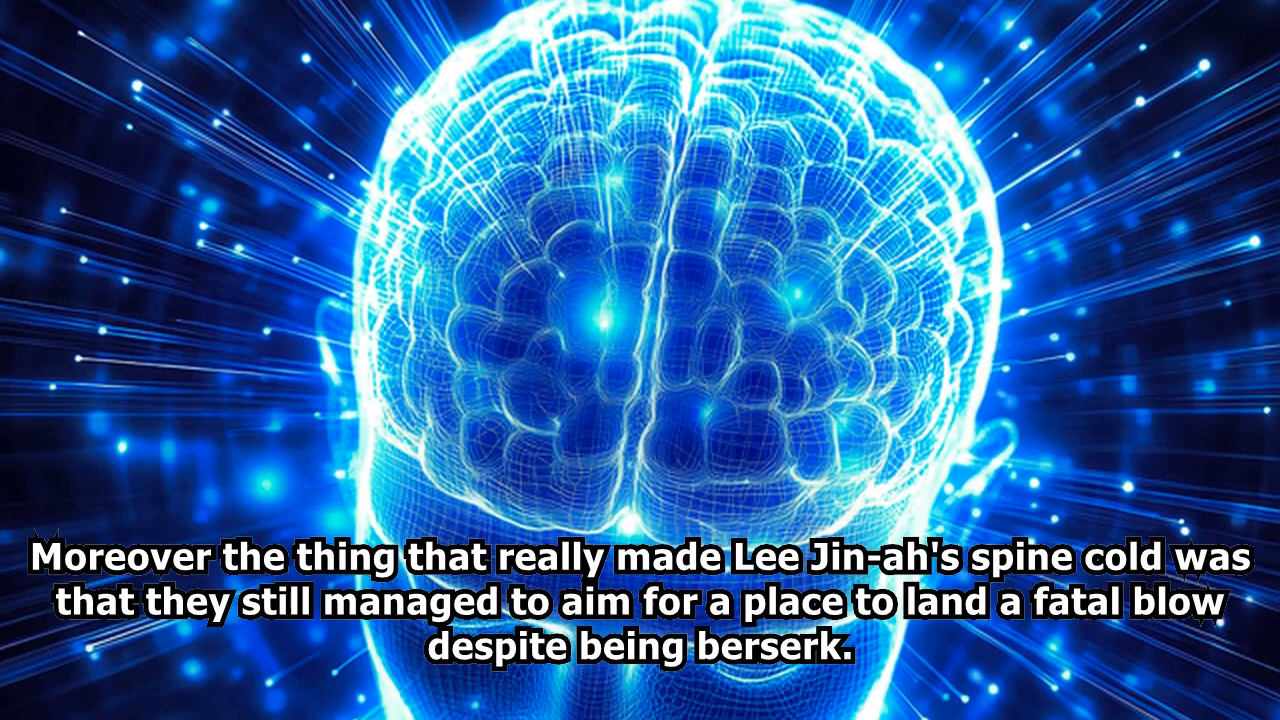 Moreover the thing that really made Lee Jin-ah's spine cold was
that they still managed to aim for a place to land a fatal blow
despite being berserk.